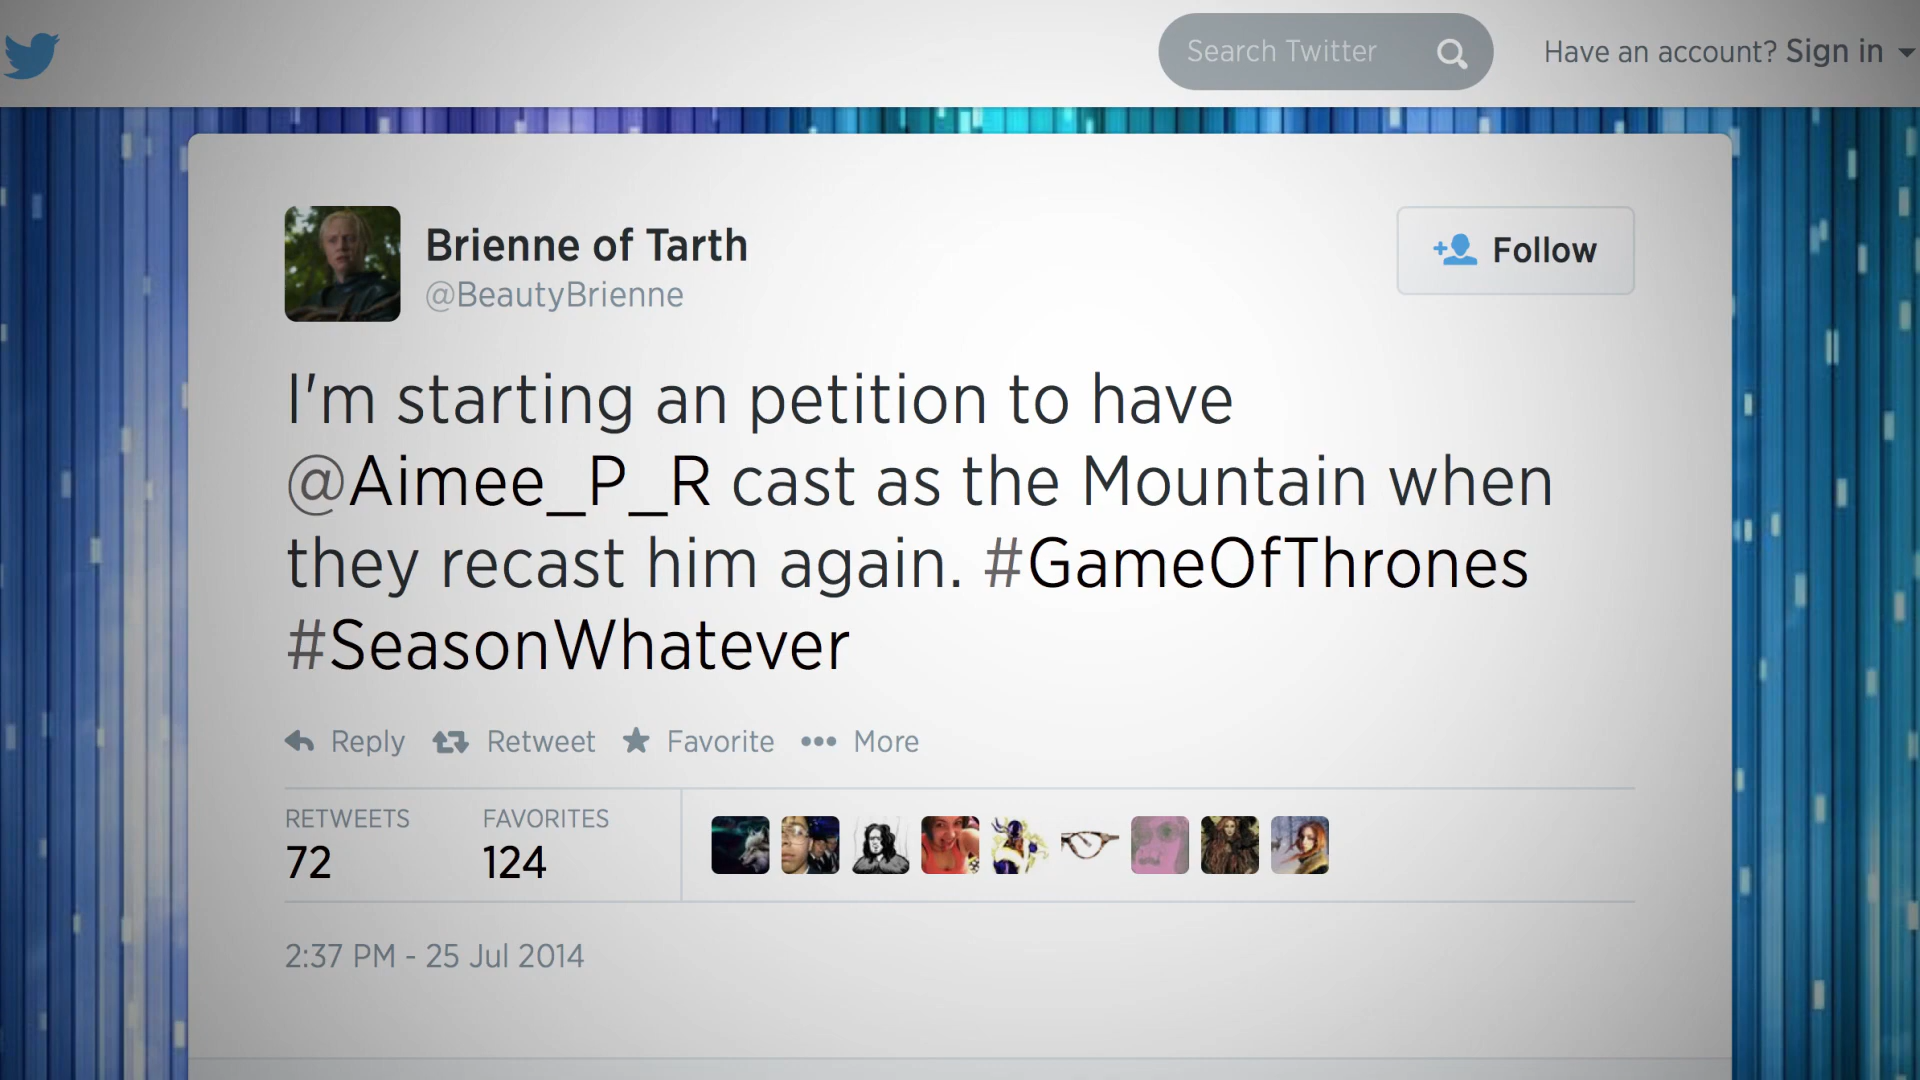 Search Twitter
Have an account? Sign in
Brienne of Tarth
@BeautyBrienne
Follow
I'm starting an petition to have
@Aimee_P_R cast as the Mountain when
they recast him again. #GameOfThrones
#SeasonWhatever
Reply Retweet Favorite More
RETWEETS FAVORITES
72 124
2:37 PM - 25 Jul 2014